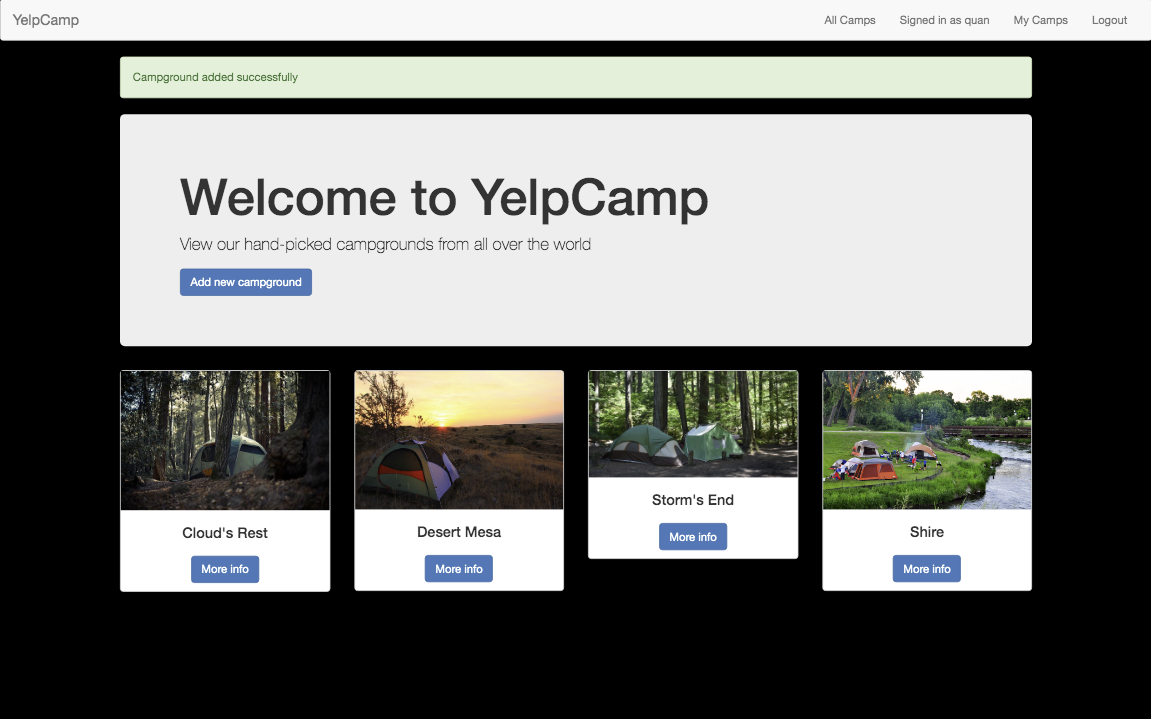 YelpCamp All Camps Signed in as quan My Camps Logout
Campground added successfully
Welcome to YelpCamp
View our hand-picked campgrounds from all over the world
Add new campground
Cloud's Rest
More info
Desert Mesa
More info
Storm's End
More info
Shire
More info